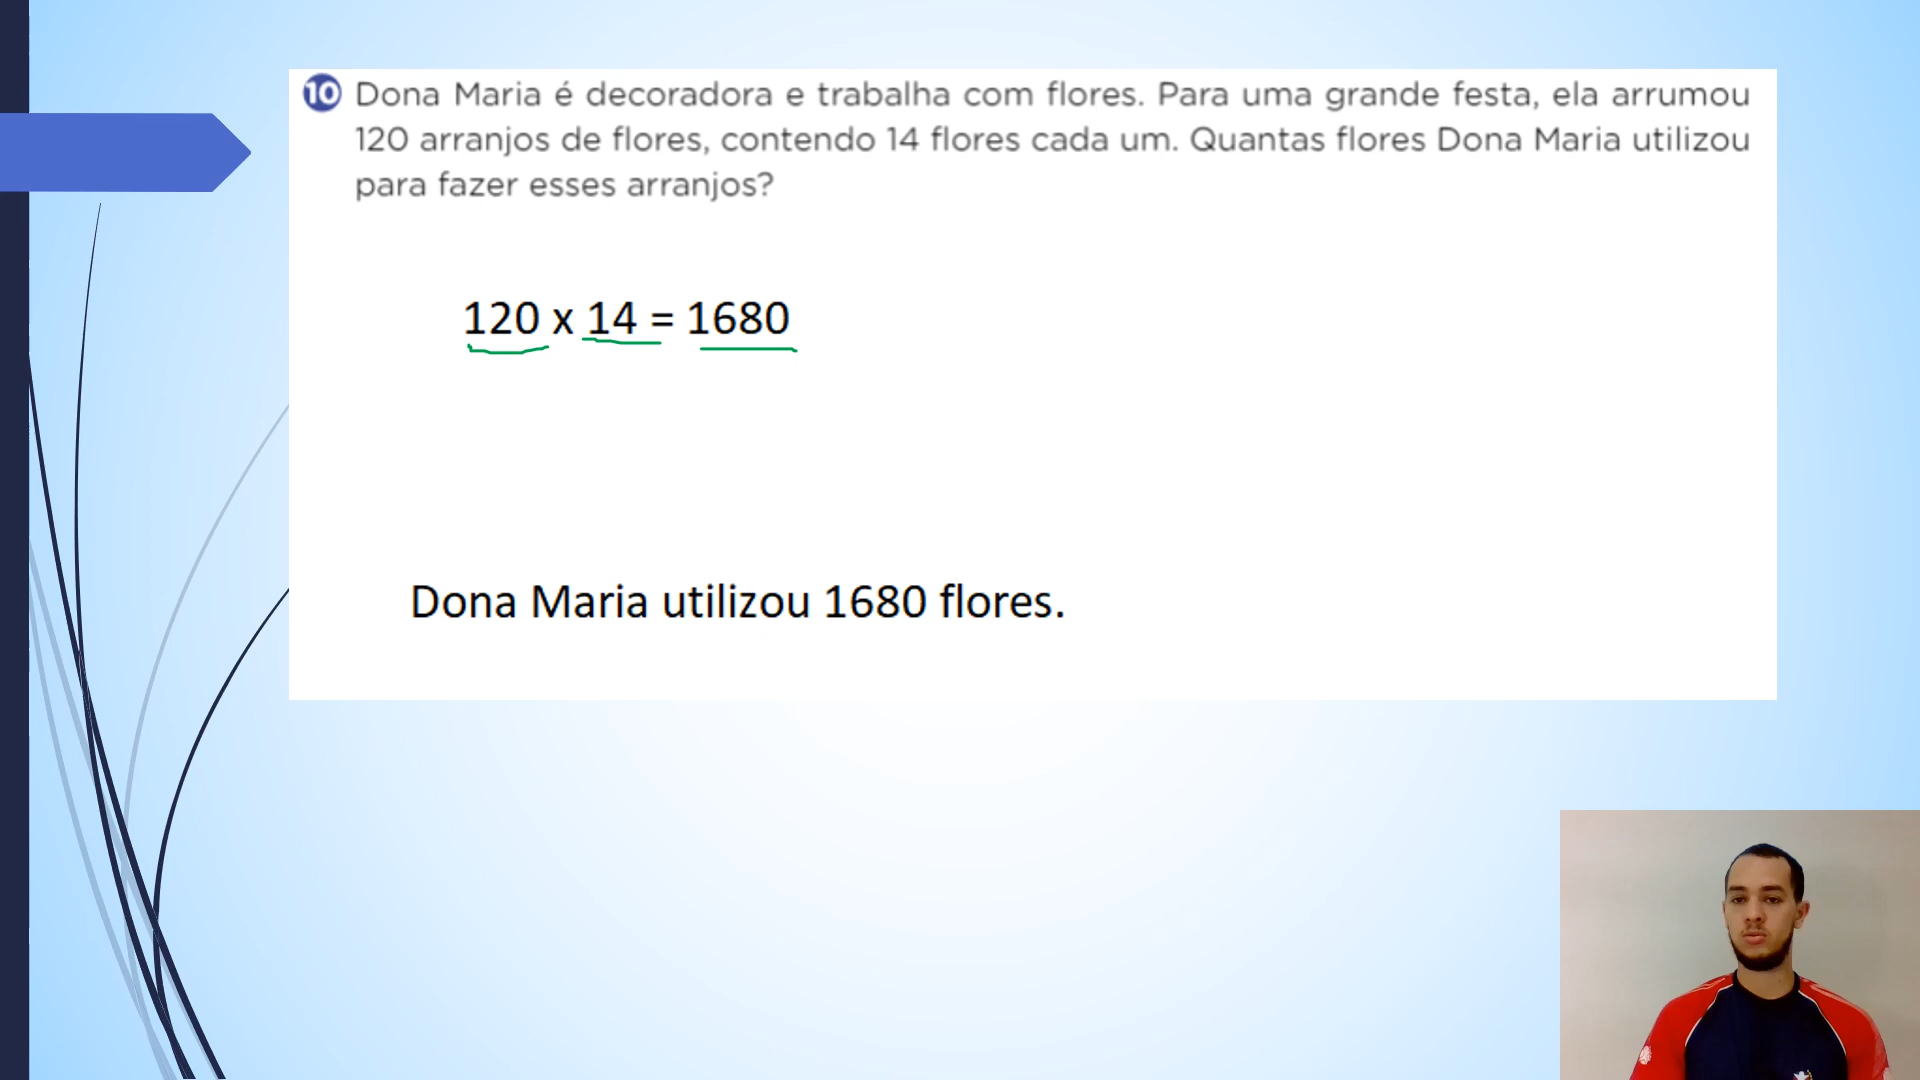 10 Dona Maria é decoradora e trabalha com flores. Para uma grande festa, ela arrumou
120 arranjos de flores, contendo 14 flores cada um. Quantas flores Dona Maria utilizou
para fazer esses arranjos?
120 x 14 = 1680
Dona Maria utilizou 1680 flores.